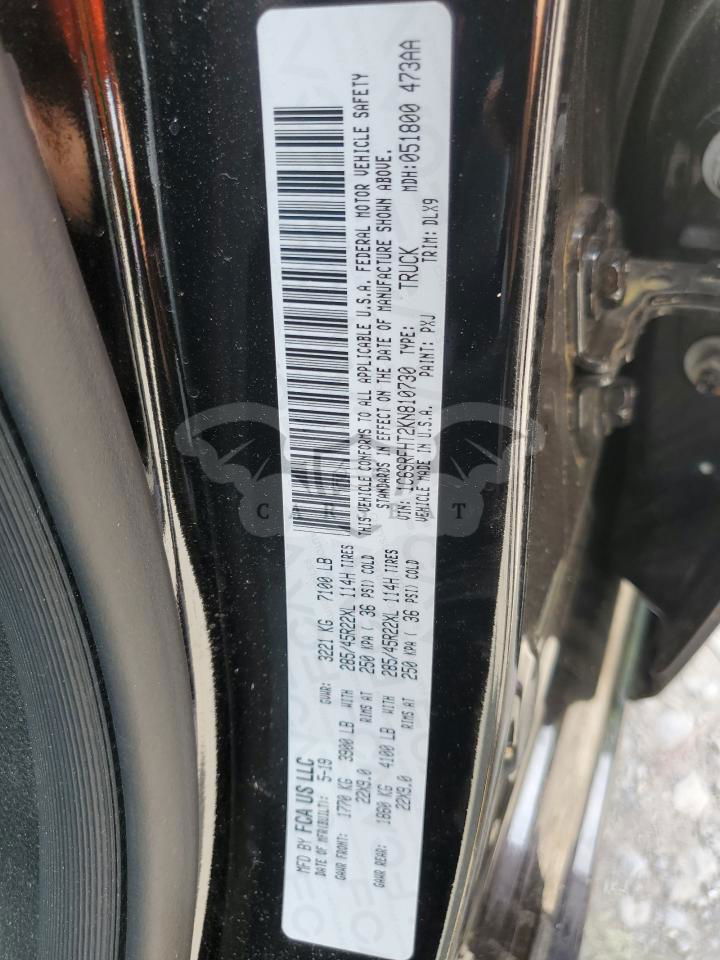 MFD BY FCA US LLC
DATE OF MFR(BUILT): 5-19 GVWR: 3221 KG 7100 LB
GAWR FRONT: 1770 KG 3900 LB WITH 285/45R22XL 114H TIRES
22X9.0 RIMS AT 250 KPA ( 36 PSI) COLD
GAWR REAR: 1860 KG 4100 LB WITH 285/45R22XL 114H TIRES
22X9.0 RIMS AT 250 KPA ( 36 PSI) COLD
THIS VEHICLE CONFORMS TO ALL APPLICABLE U.S.A. FEDERAL MOTOR VEHICLE SAFETY
STANDARDS IN EFFECT ON THE DATE OF MANUFACTURE SHOWN ABOVE.
VIN: 1C6SRFHT2KN810730 TYPE: TRUCK MDH:051800 473AA
VEHICLE MADE IN U.S.A. PAINT: PXJ TRIM: DLX9